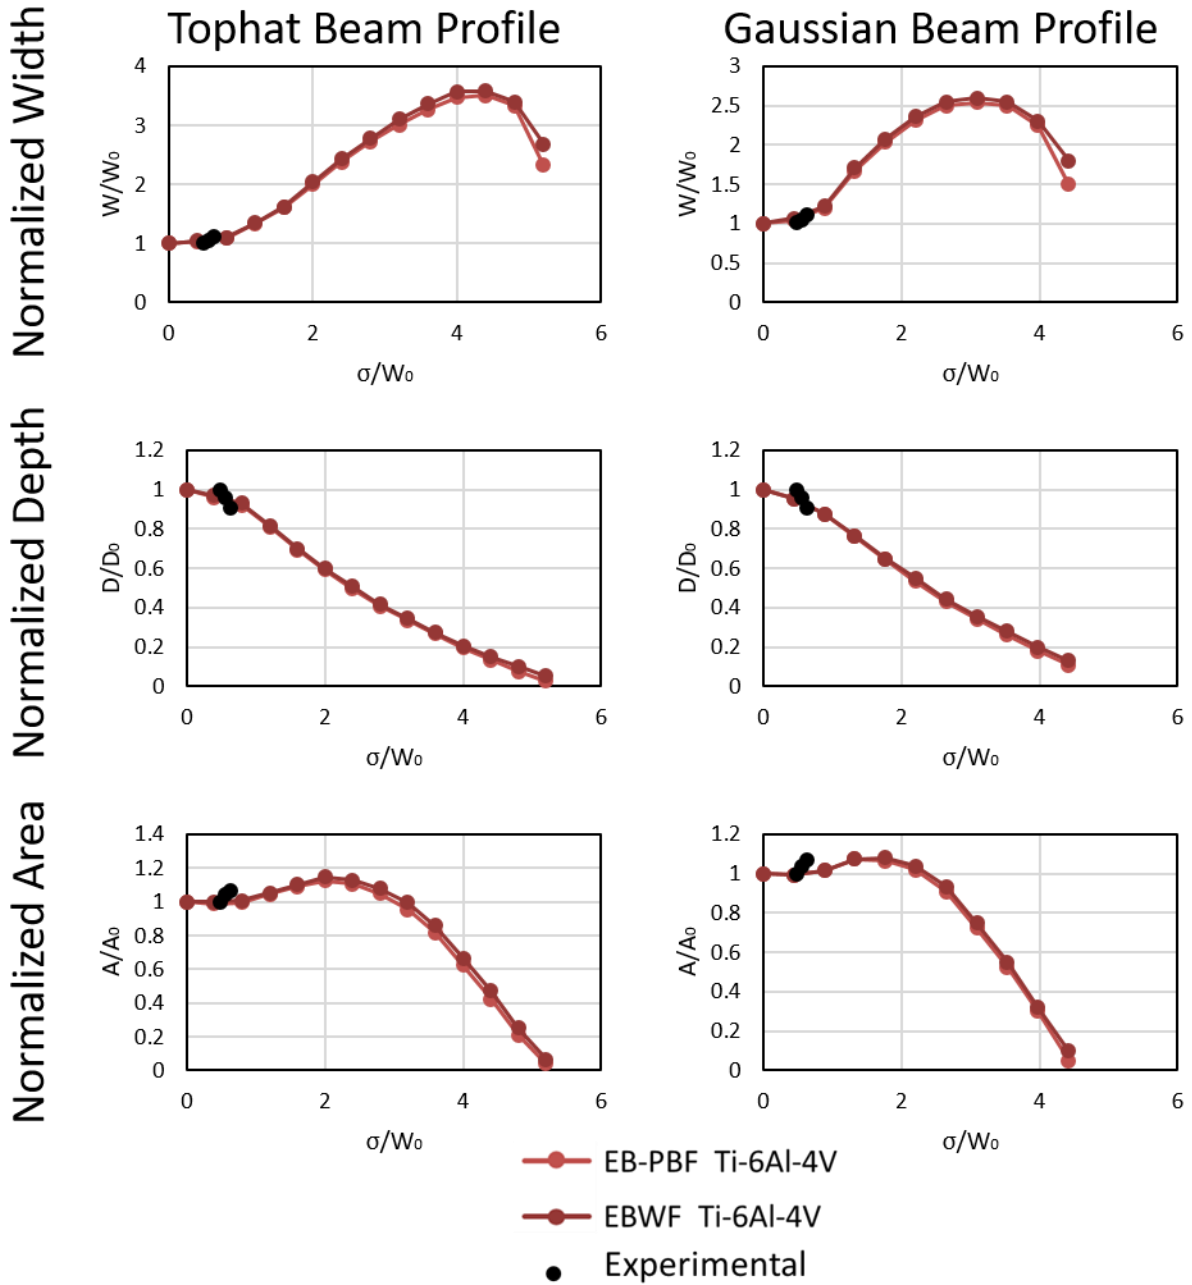 Tophat Beam Profile
Gaussian Beam Profile
Normalized Width
4
3
2
1
0
W/W₀
0 2 4 6
σ/W₀
3
2.5
2
1.5
1
0.5
0
W/W₀
0 2 4 6
σ/W₀
Normalized Depth
1.2
1
0.8
0.6
0.4
0.2
0
D/D₀
0 2 4 6
σ/W₀
1.2
1
0.8
0.6
0.4
0.2
0
D/D₀
0 2 4 6
σ/W₀
Normalized Area
1.4
1.2
1
0.8
0.6
0.4
0.2
0
A/A₀
0 2 4 6
σ/W₀
1.2
1
0.8
0.6
0.4
0.2
0
A/A₀
0 2 4 6
σ/W₀
EB-PBF Ti-6Al-4V
EBWF Ti-6Al-4V
Experimental